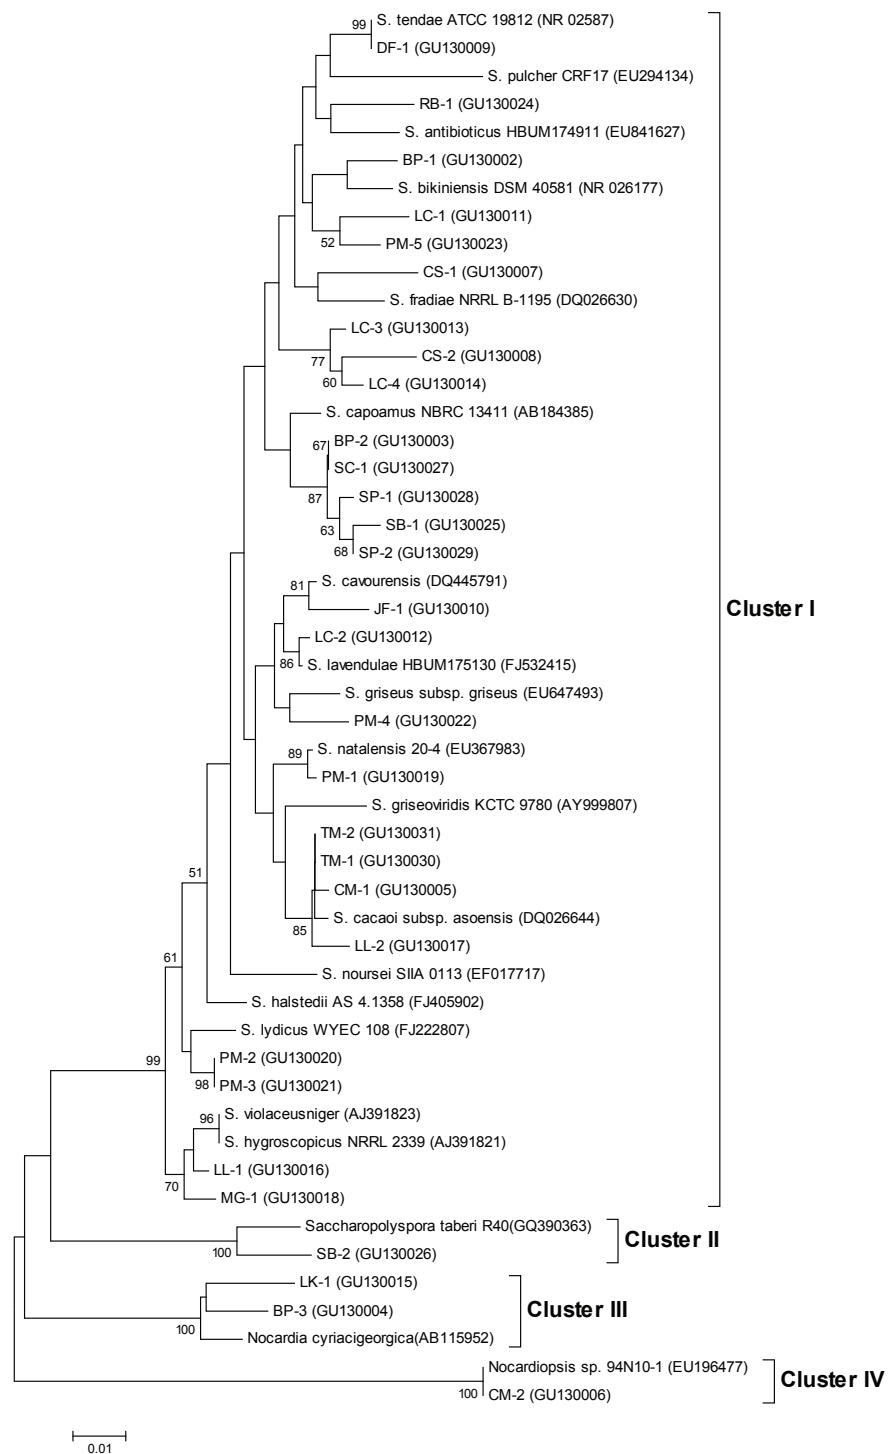 99
S. tendae ATCC 19812 (NR 02587)
DF-1 (GU130009)
S. pulcher CRF17 (EU294134)
RB-1 (GU130024)
S. antibioticus HBUM174911 (EU841627)
BP-1 (GU130002)
S. bikiniensis DSM 40581 (NR 026177)
LC-1 (GU130011)
52
PM-5 (GU130023)
CS-1 (GU130007)
S. fradiae NRRL B-1195 (DQ026630)
LC-3 (GU130013)
77
CS-2 (GU130008)
60
LC-4 (GU130014)
S. capoamus NBRC 13411 (AB184385)
67
BP-2 (GU130003)
SC-1 (GU130027)
87
SP-1 (GU130028)
63
SB-1 (GU130025)
68
SP-2 (GU130029)
81
S. cavourensis (DQ445791)
JF-1 (GU130010)
Cluster I
LC-2 (GU130012)
86
S. lavendulae HBUM175130 (FJ532415)
S. griseus subsp. griseus (EU647493)
PM-4 (GU130022)
89
S. natalensis 20-4 (EU367983)
PM-1 (GU130019)
S. griseoviridis KCTC 9780 (AY999807)
TM-2 (GU130031)
TM-1 (GU130030)
51
CM-1 (GU130005)
S. cacaoi subsp. asoensis (DQ026644)
85
LL-2 (GU130017)
61
S. noursei SIIA 0113 (EF017717)
S. halstedii AS 4.1358 (FJ405902)
S. lydicus WYEC 108 (FJ222807)
99
PM-2 (GU130020)
98
PM-3 (GU130021)
96
S. violaceusniger (AJ391823)
S. hygroscopicus NRRL 2339 (AJ391821)
LL-1 (GU130016)
70
MG-1 (GU130018)
Saccharopolyspora taberi R40(GQ390363)
Cluster II
100
SB-2 (GU130026)
LK-1 (GU130015)
BP-3 (GU130004)
Cluster III
100
Nocardia cyriacigeorgica(AB115952)
Nocardiopsis sp. 94N10-1 (EU196477)
Cluster IV
100
CM-2 (GU130006)
0.01